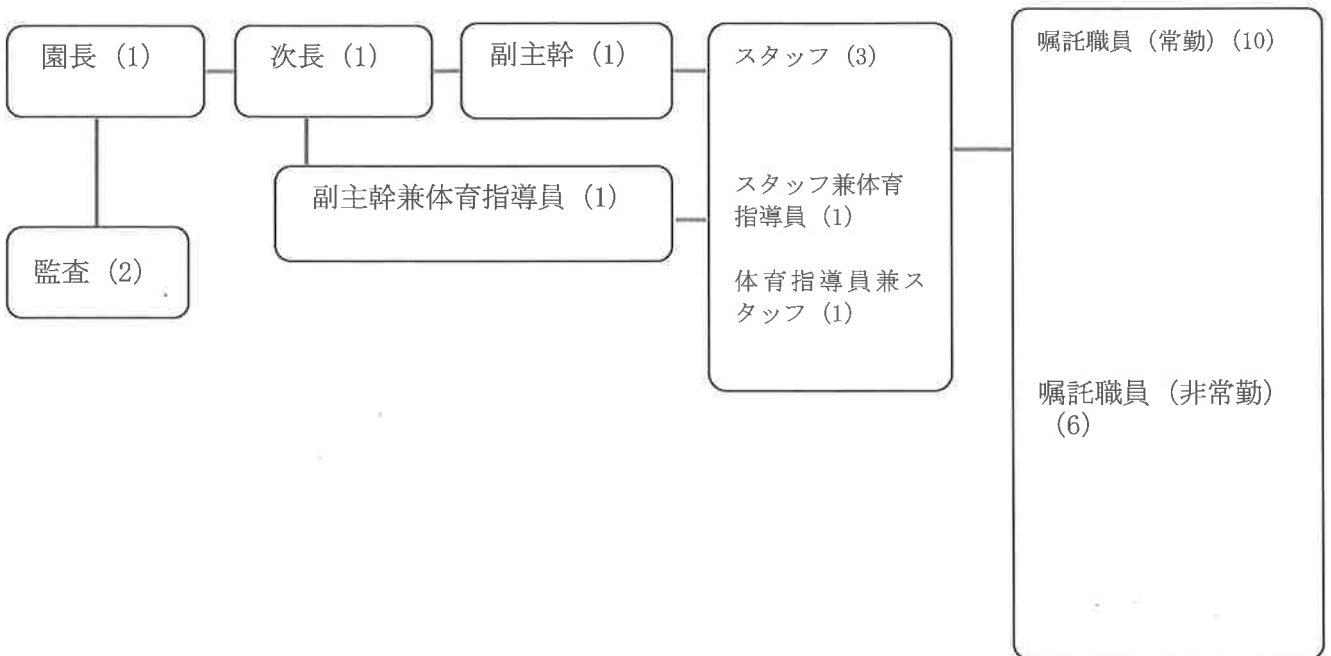 園長 (1)
次長 (1)
副主幹 (1)
スタッフ (3)
嘱託職員 (常勤) (10)
副主幹兼体育指導員 (1)
スタッフ兼体育
指導員 (1)
監査 (2)
体育指導員兼ス
タッフ (1)
嘱託職員 (非常勤)
(6)